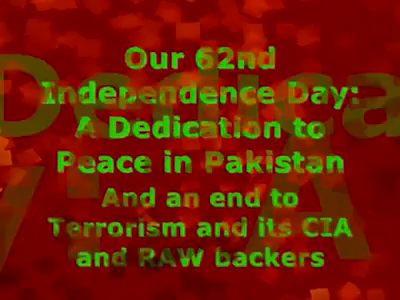 Our 62nd
Independence Day:
A Dedication to
Peace in Pakistan
And an end to
Terrorism and its CIA
and RAW backers